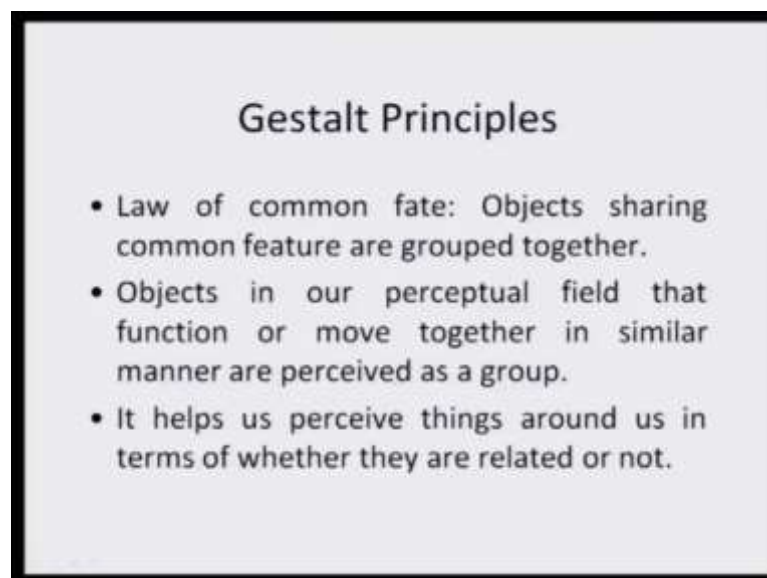 Gestalt Principles
• Law of common fate: Objects sharing
common feature are grouped together.
• Objects in our perceptual field that
function or move together in similar
manner are perceived as a group.
• It helps us perceive things around us in
terms of whether they are related or not.